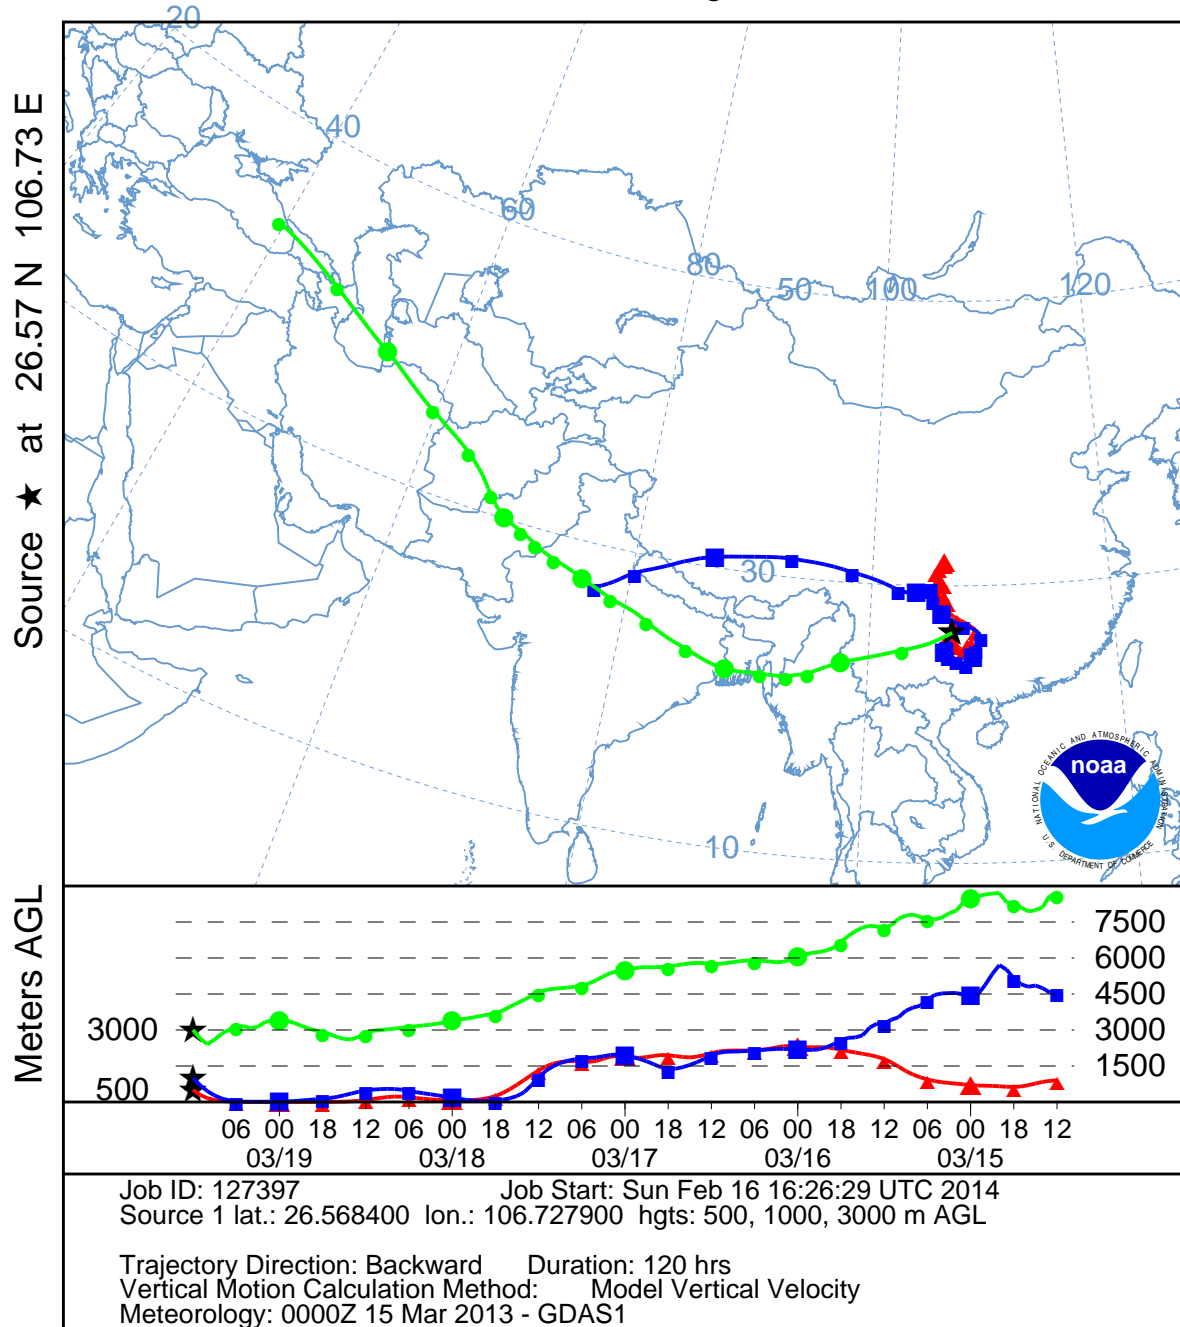 Source ★ at 26.57 N 106.73 E
20
40
60
80
50
100
120
30
10
NATIONAL OCEANIC AND ATMOSPHERIC ADMINISTRATION
noaa
U.S. DEPARTMENT OF COMMERCE
Meters AGL
3000
500
7500
6000
4500
3000
1500
06 00 18 12 06 00 18 12 06 00 18 12 06 00 18 12 06 00 18 12
03/19 03/18 03/17 03/16 03/15
Job ID: 127397 Job Start: Sun Feb 16 16:26:29 UTC 2014
Source 1 lat.: 26.568400 lon.: 106.727900 hgts: 500, 1000, 3000 m AGL
Trajectory Direction: Backward Duration: 120 hrs
Vertical Motion Calculation Method: Model Vertical Velocity
Meteorology: 0000Z 15 Mar 2013 - GDAS1